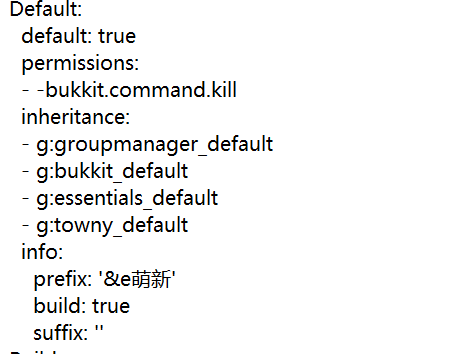 Default:
  default: true
  permissions:
  - -bukkit.command.kill
  inheritance:
  - g:groupmanager_default
  - g:bukkit_default
  - g:essentials_default
  - g:towny_default
  info:
    prefix: '&e萌新'
    build: true
    suffix: ''